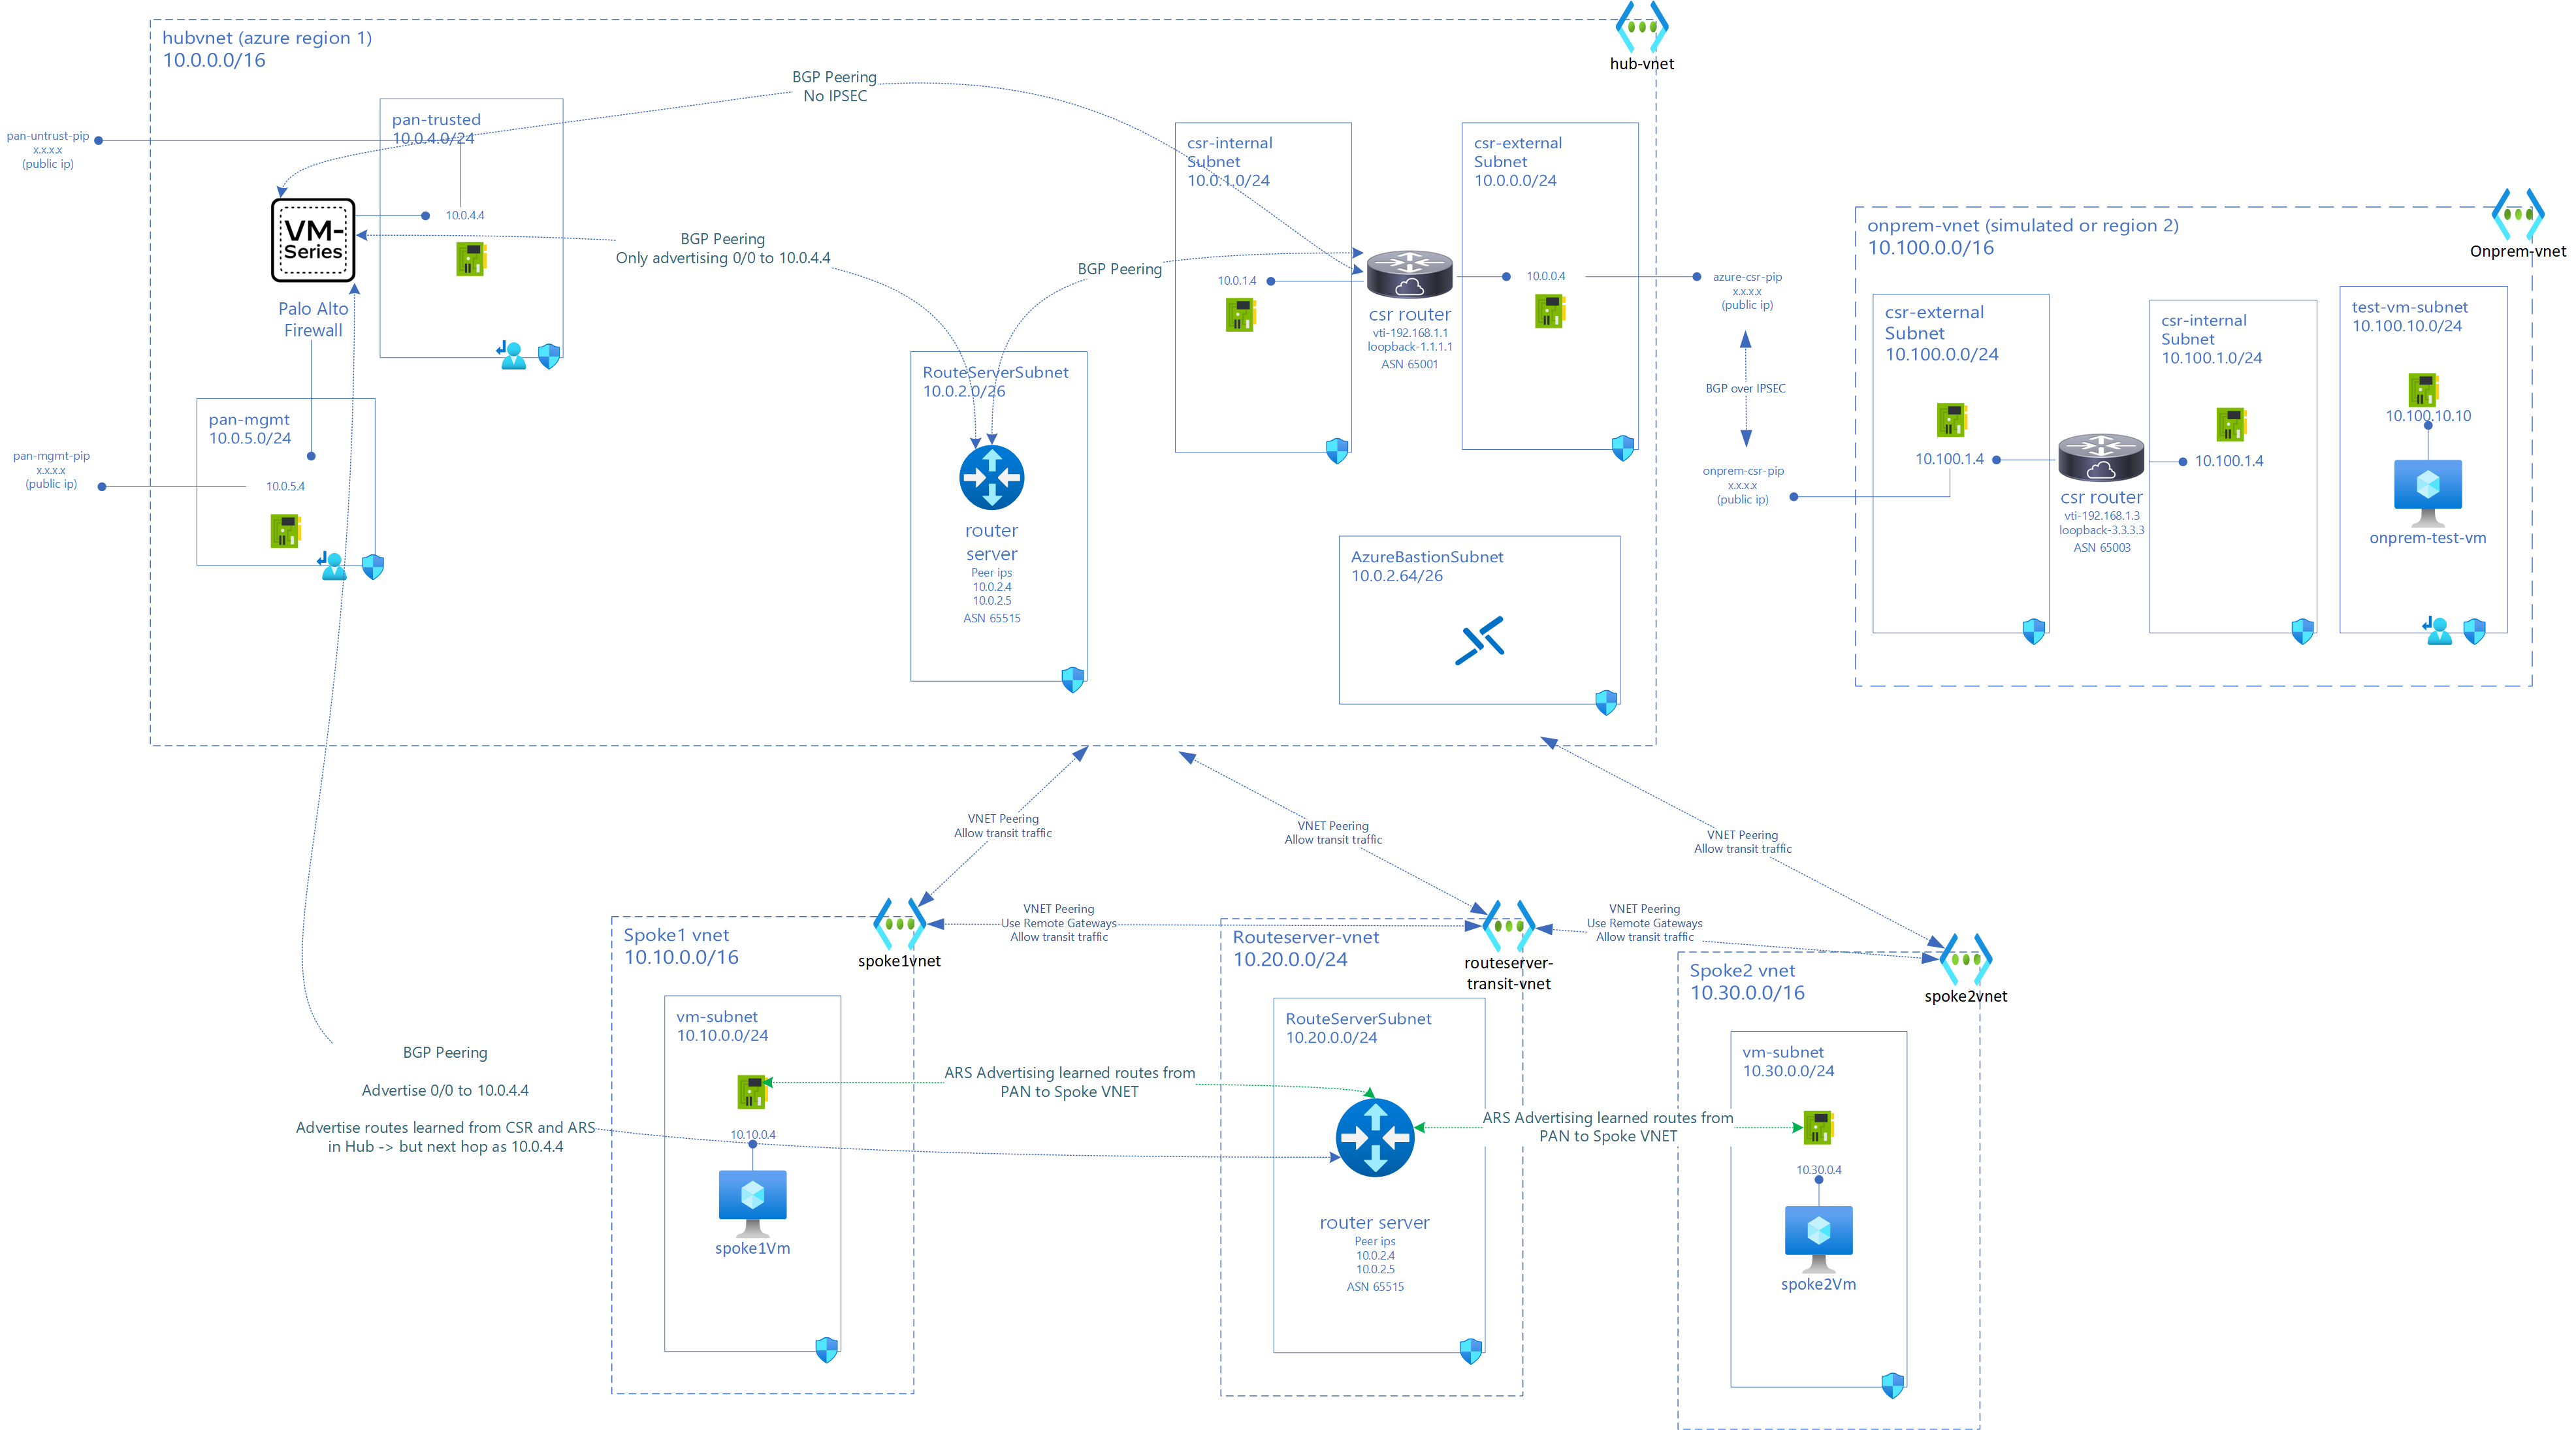 hubvnet (azure region 1)
10.0.0.0/16
hub-vnet
BGP Peering
No IPSEC
pan-trusted
10.0.4.0/24
pan-untrust-pip
x.x.x.x
(public ip)
10.0.4.4
VM-
Series
Palo Alto
Firewall
BGP Peering
Only advertising 0/0 to 10.0.4.4
BGP Peering
csr-internal
Subnet
10.0.1.0/24
10.0.1.4
csr router
vti-192.168.1.1
loopback-1.1.1.1
ASN 65001
csr-external
Subnet
10.0.0.0/24
10.0.0.4
azure-csr-pip
x.x.x.x
(public ip)
BGP over IPSEC
onprem-csr-pip
x.x.x.x
(public ip)
pan-mgmt
10.0.5.0/24
pan-mgmt-pip
x.x.x.x
(public ip)
10.0.5.4
RouteServerSubnet
10.0.2.0/26
router
server
Peer ips
10.0.2.4
10.0.2.5
ASN 65515
AzureBastionSubnet
10.0.2.64/26
onprem-vnet (simulated or region 2)
10.100.0.0/16
Onprem-vnet
csr-external
Subnet
10.100.0.0/24
10.100.1.4
csr router
vti-192.168.1.3
loopback-3.3.3.3
ASN 65003
csr-internal
Subnet
10.100.1.0/24
10.100.1.4
test-vm-subnet
10.100.10.0/24
10.100.10.10
onprem-test-vm
VNET Peering
Allow transit traffic
VNET Peering
Allow transit traffic
VNET Peering
Allow transit traffic
Spoke1 vnet
10.10.0.0/16
spoke1vnet
VNET Peering
Use Remote Gateways
Allow transit traffic
Routeserver-vnet
10.20.0.0/24
routeserver-
transit-vnet
VNET Peering
Use Remote Gateways
Allow transit traffic
Spoke2 vnet
10.30.0.0/16
spoke2vnet
vm-subnet
10.10.0.0/24
10.10.0.4
spoke1Vm
BGP Peering
Advertise 0/0 to 10.0.4.4
Advertise routes learned from CSR and ARS
in Hub -> but next hop as 10.0.4.4
ARS Advertising learned routes from
PAN to Spoke VNET
RouteServerSubnet
10.20.0.0/24
router server
Peer ips
10.0.2.4
10.0.2.5
ASN 65515
ARS Advertising learned routes from
PAN to Spoke VNET
vm-subnet
10.30.0.0/24
10.30.0.4
spoke2Vm